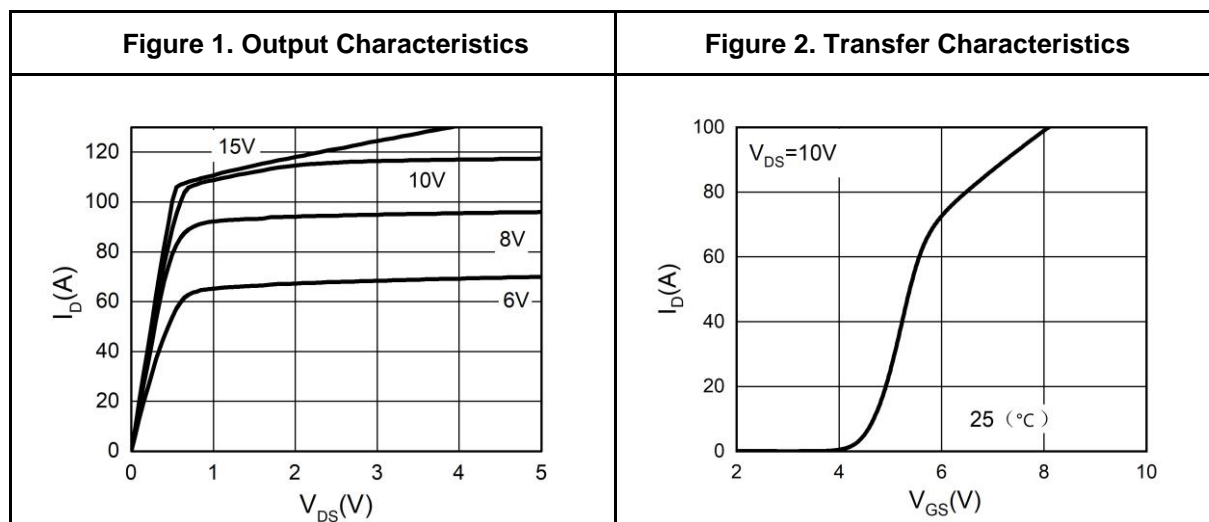 Figure 1. Output Characteristics
Figure 2. Transfer Characteristics
120
100
80
60
40
20
0
I_D(A)
15V
10V
8V
6V
0 1 2 3 4 5
V_DS(V)
100
80
60
40
20
0
I_D(A)
V_DS=10V
25（℃）
2 4 6 8 10
V_GS(V)